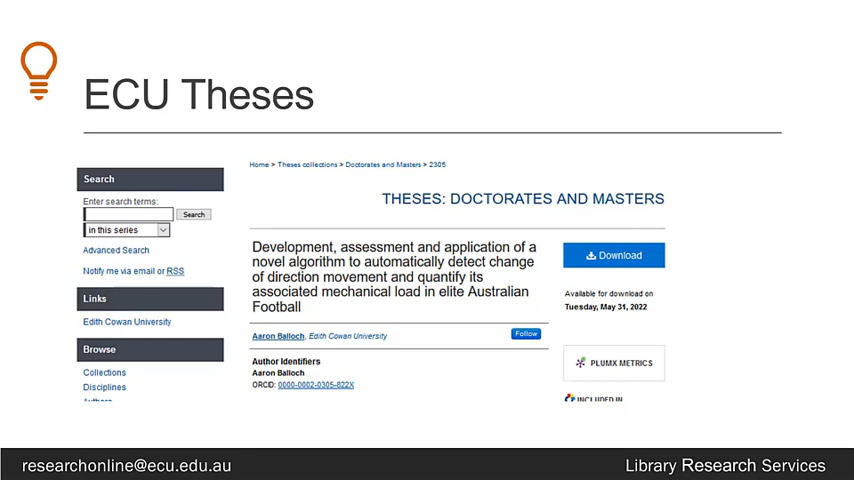 ECU Theses
Home > Theses collections > Doctorates and Masters > 2305
Search
Enter search terms:
Search
in this series
Advanced Search
Notify me via email or RSS
Links
Edith Cowan University
Browse
Collections
Disciplines
Authors
THESES: DOCTORATES AND MASTERS
Development, assessment and application of a
novel algorithm to automatically detect change
of direction movement and quantify its
associated mechanical load in elite Australian
Football
Aaron Balloch, Edith Cowan University
Follow
Author Identifiers
Aaron Balloch
ORCID: 0000-0002-0305-822X
Download
Available for download on
Tuesday, May 31, 2022
PLUMX METRICS
INCLUDED IN
researchonline@ecu.edu.au
Library Research Services